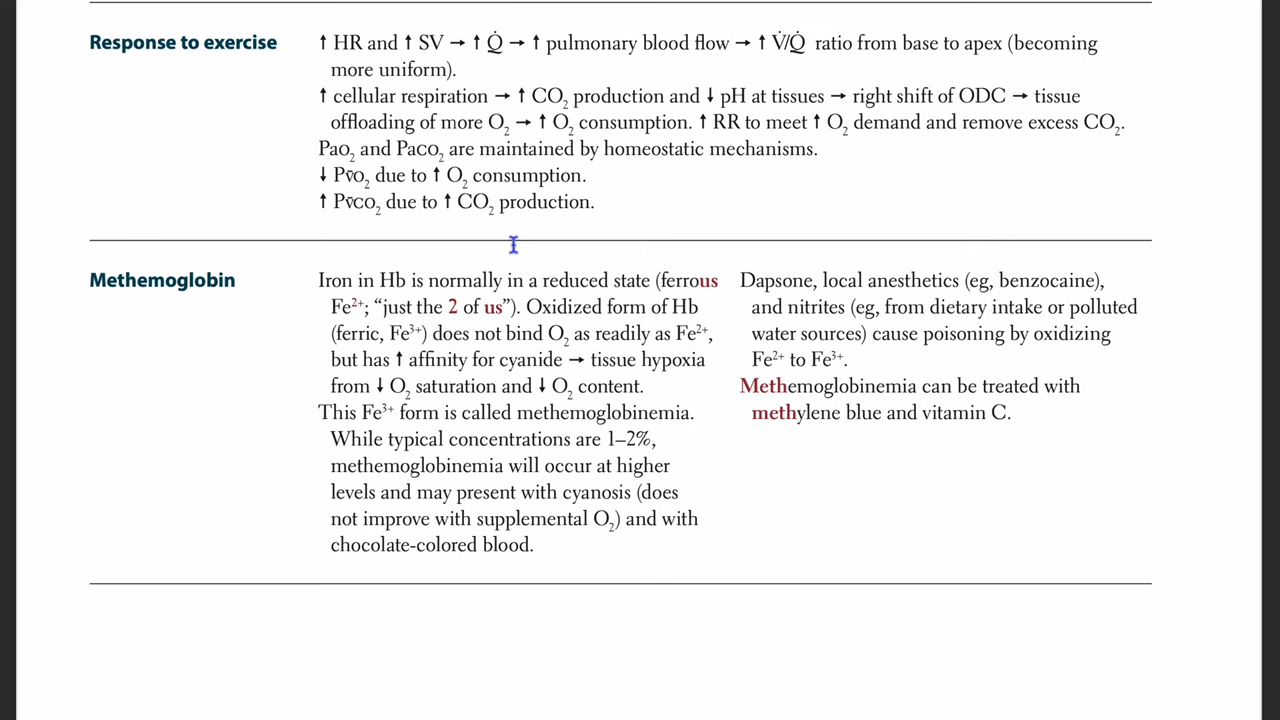 Response to exercise
↑ HR and ↑ SV → ↑ Q̇ → ↑ pulmonary blood flow → ↑ V̇/Q̇ ratio from base to apex (becoming
more uniform).
↑ cellular respiration → ↑ CO₂ production and ↓ pH at tissues → right shift of ODC → tissue
offloading of more O₂ → ↑ O₂ consumption. ↑ RR to meet ↑ O₂ demand and remove excess CO₂.
Pao₂ and Paco₂ are maintained by homeostatic mechanisms.
↓ Pv̄o₂ due to ↑ O₂ consumption.
↑ Pv̄co₂ due to ↑ CO₂ production.
Methemoglobin
Iron in Hb is normally in a reduced state (ferrous
Fe²⁺; “just the 2 of us”). Oxidized form of Hb
(ferric, Fe³⁺) does not bind O₂ as readily as Fe²⁺,
but has ↑ affinity for cyanide → tissue hypoxia
from ↓ O₂ saturation and ↓ O₂ content.
This Fe³⁺ form is called methemoglobinemia.
While typical concentrations are 1–2%,
methemoglobinemia will occur at higher
levels and may present with cyanosis (does
not improve with supplemental O₂) and with
chocolate-colored blood.
Dapsone, local anesthetics (eg, benzocaine),
and nitrites (eg, from dietary intake or polluted
water sources) cause poisoning by oxidizing
Fe²⁺ to Fe³⁺.
Methemoglobinemia can be treated with
methylene blue and vitamin C.